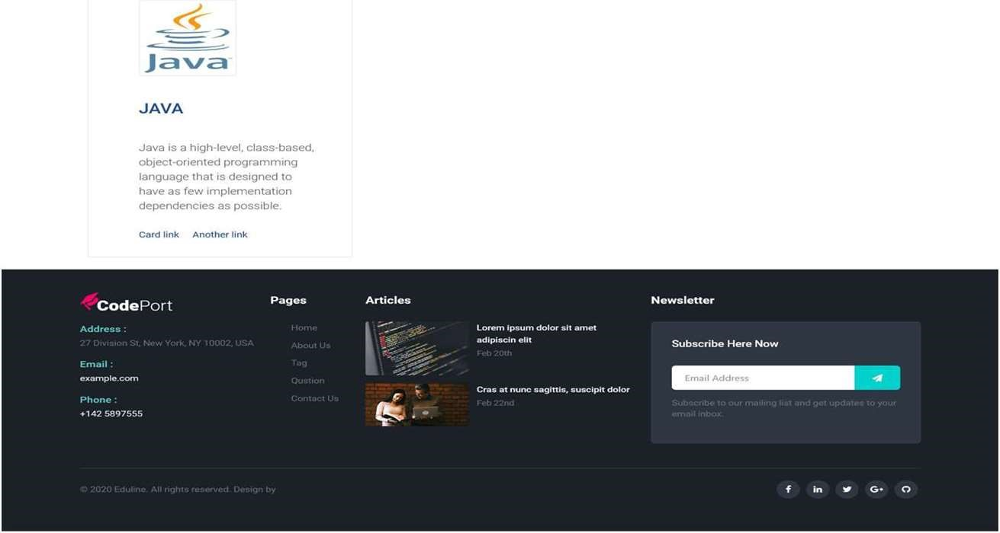 Java
JAVA
Java is a high-level, class-based,
object-oriented programming
language that is designed to
have as few implementation
dependencies as possible.
Card link Another link
CodePort
Address :
27 Division St, New York, NY 10002, USA
Email :
example.com
Phone :
+142 5897555
Pages
Home
About Us
Tag
Qustion
Contact Us
Articles
Lorem ipsum dolor sit amet
adipiscin elit
Feb 20th
Cras at nunc sagittis, suscipit dolor
Feb 22nd
Newsletter
Subscribe Here Now
Email Address
Subscribe to our mailing list and get updates to your
email inbox.
© 2020 Eduline. All rights reserved. Design by